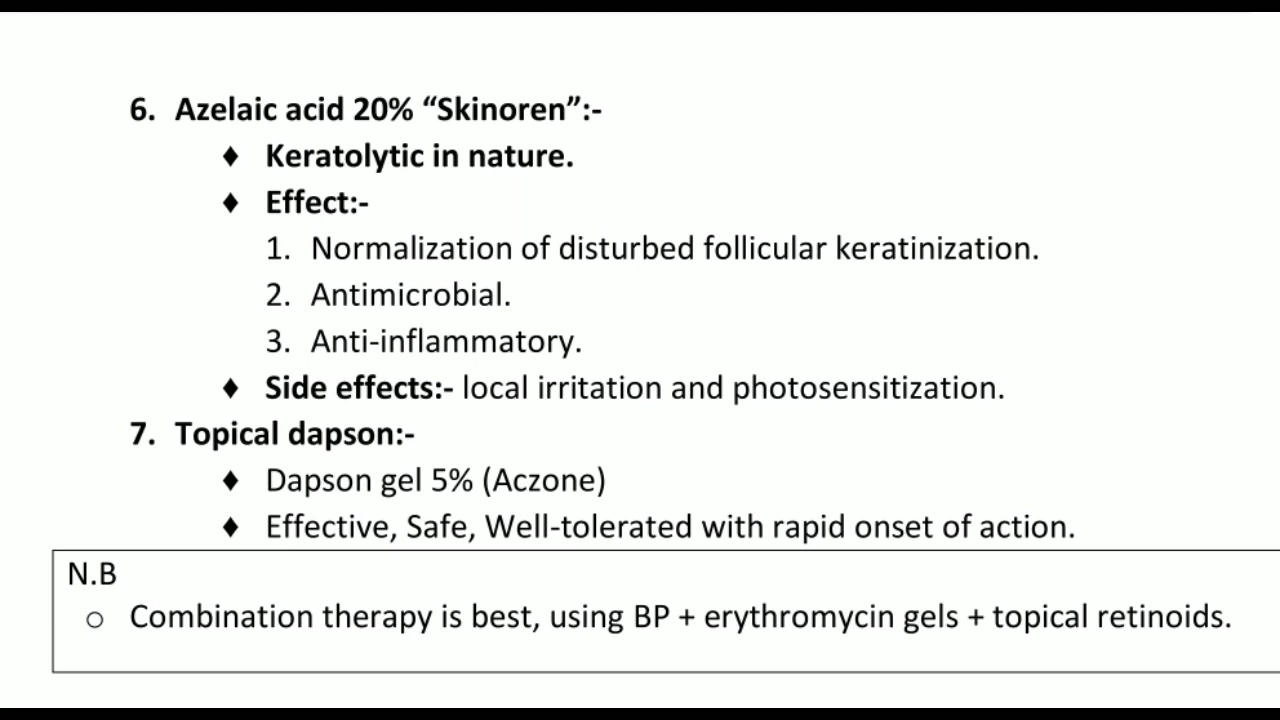 6. Azelaic acid 20% “Skinoren”:-
♦ Keratolytic in nature.
♦ Effect:-
1. Normalization of disturbed follicular keratinization.
2. Antimicrobial.
3. Anti-inflammatory.
♦ Side effects:- local irritation and photosensitization.
7. Topical dapson:-
♦ Dapson gel 5% (Aczone)
♦ Effective, Safe, Well-tolerated with rapid onset of action.
N.B
o Combination therapy is best, using BP + erythromycin gels + topical retinoids.